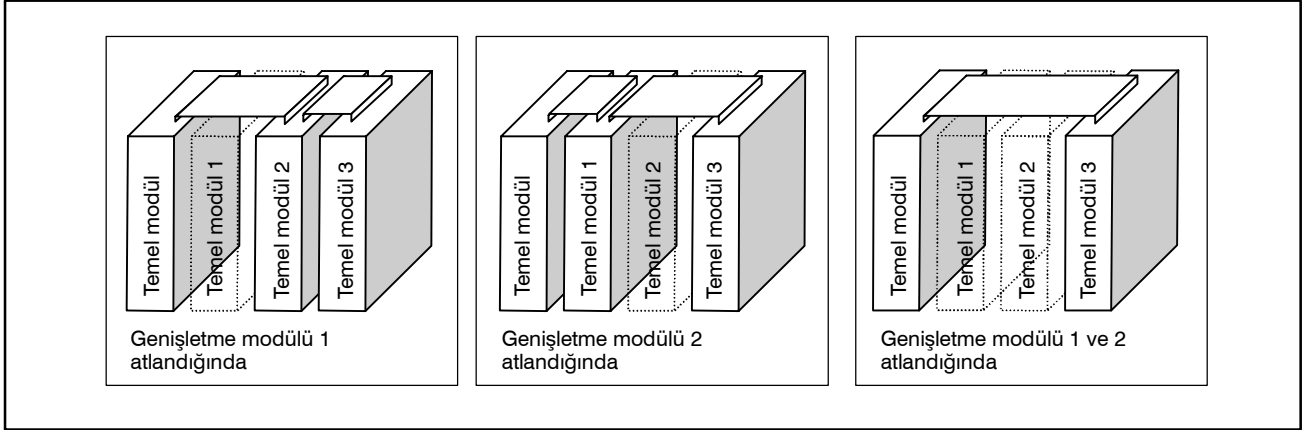 Temel modül
Temel modül 1
Temel modül 2
Temel modül 3
Genişletme modülü 1
atlandığında
Temel modül
Temel modül 1
Temel modül 2
Temel modül 3
Genişletme modülü 2
atlandığında
Temel modül
Temel modül 1
Temel modül 2
Temel modül 3
Genişletme modülü 1 ve 2
atlandığında